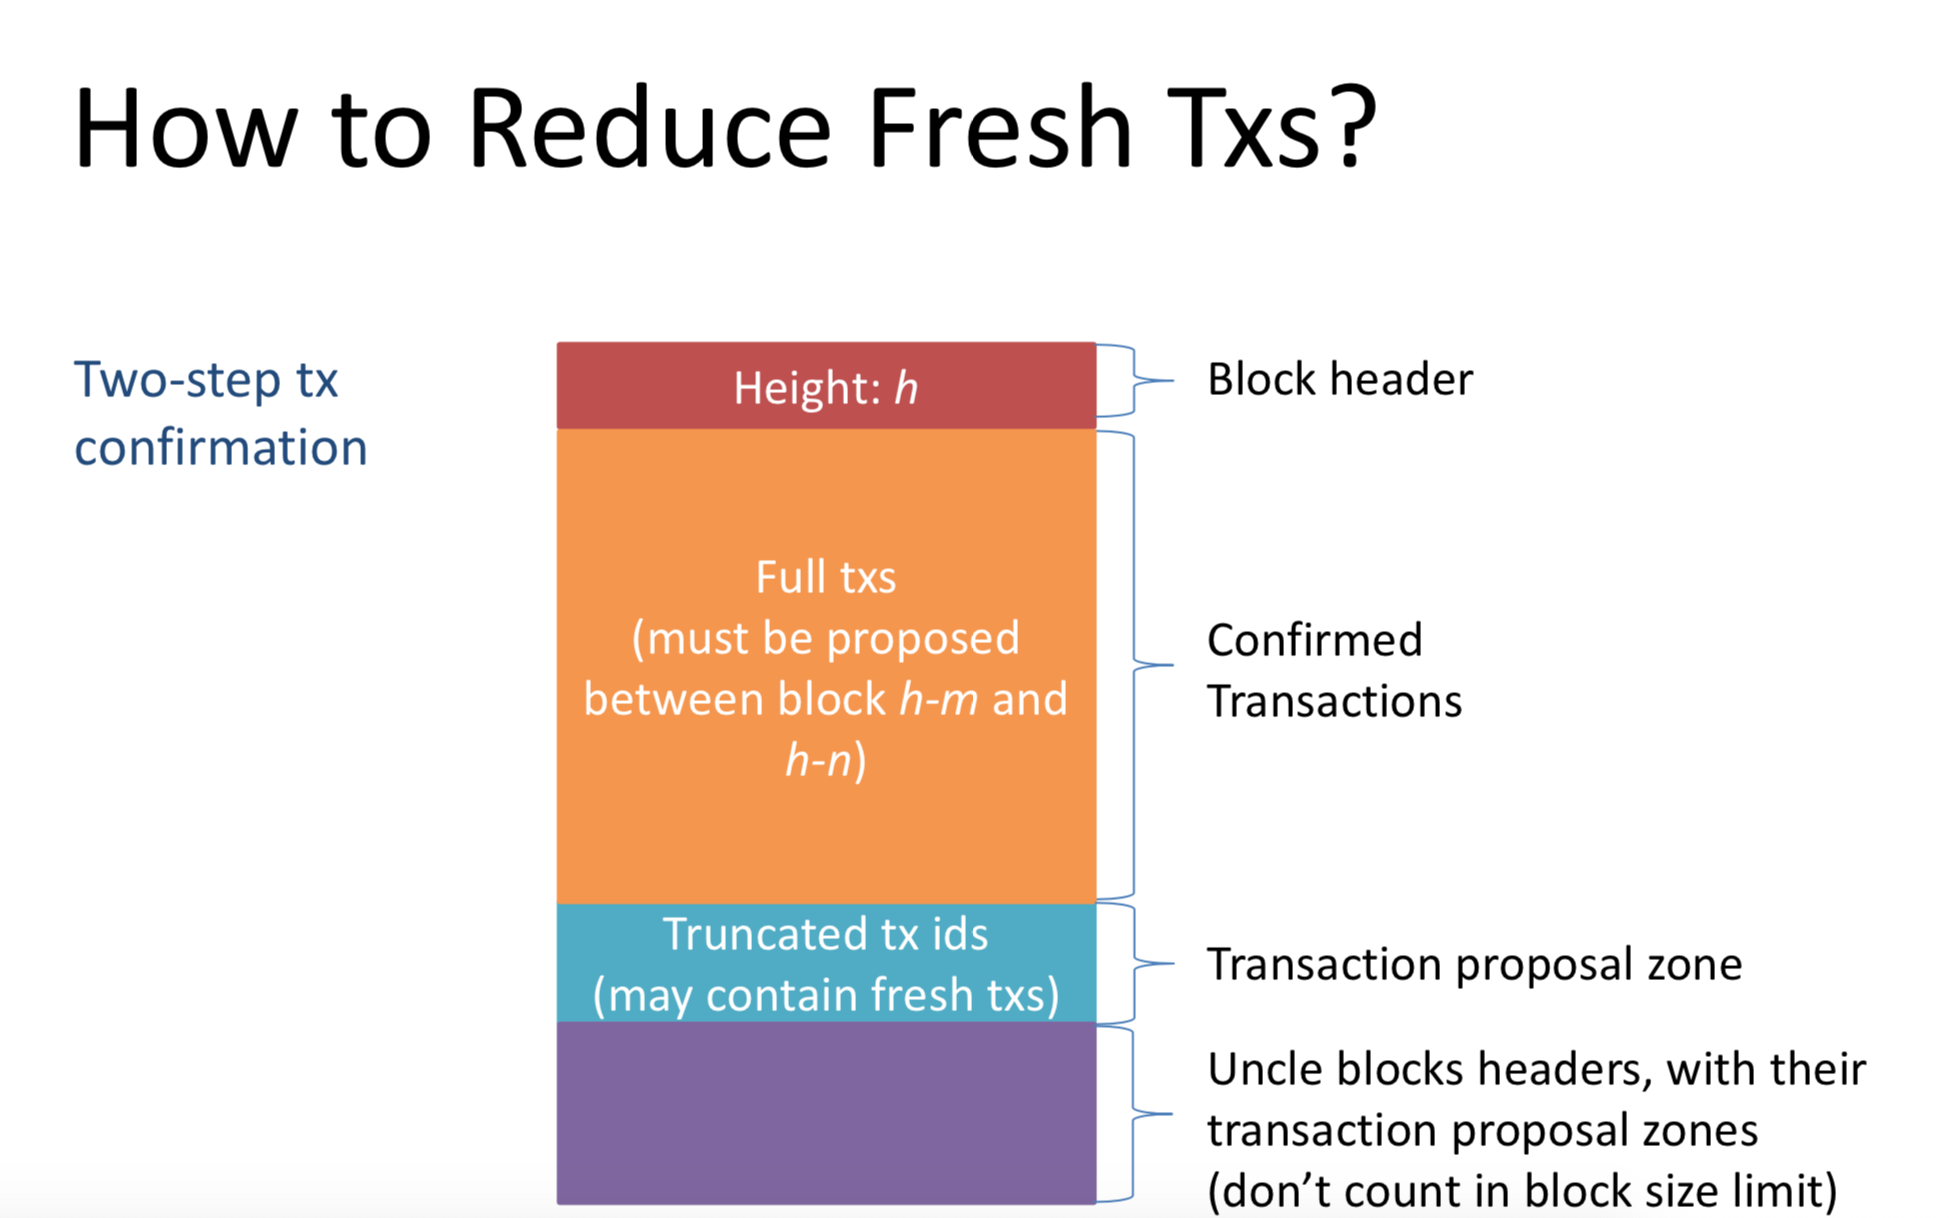 How to Reduce Fresh Txs?
Two-step tx
confirmation
Height: h
Block header
Full txs
(must be proposed
between block h-m and
h-n)
Confirmed
Transactions
Truncated tx ids
(may contain fresh txs)
Transaction proposal zone
Uncle blocks headers, with their
transaction proposal zones
(don’t count in block size limit)